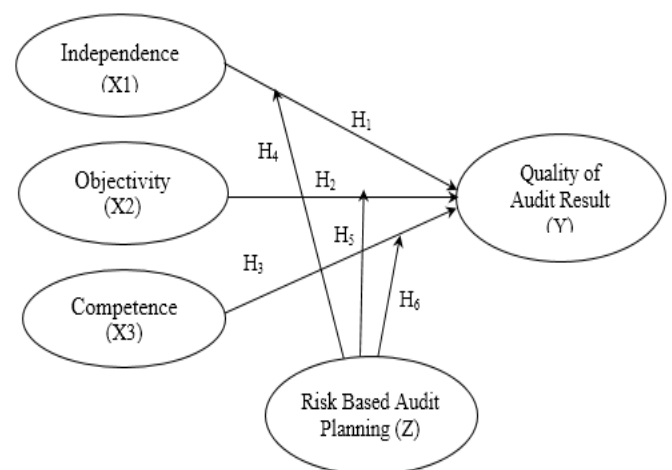 Independence
(X1)
H₁
H₄
Objectivity
(X2)
H₂
Quality of
Audit Result
(Y)
H₅
H₃
Competence
(X3)
H₆
Risk Based Audit
Planning (Z)